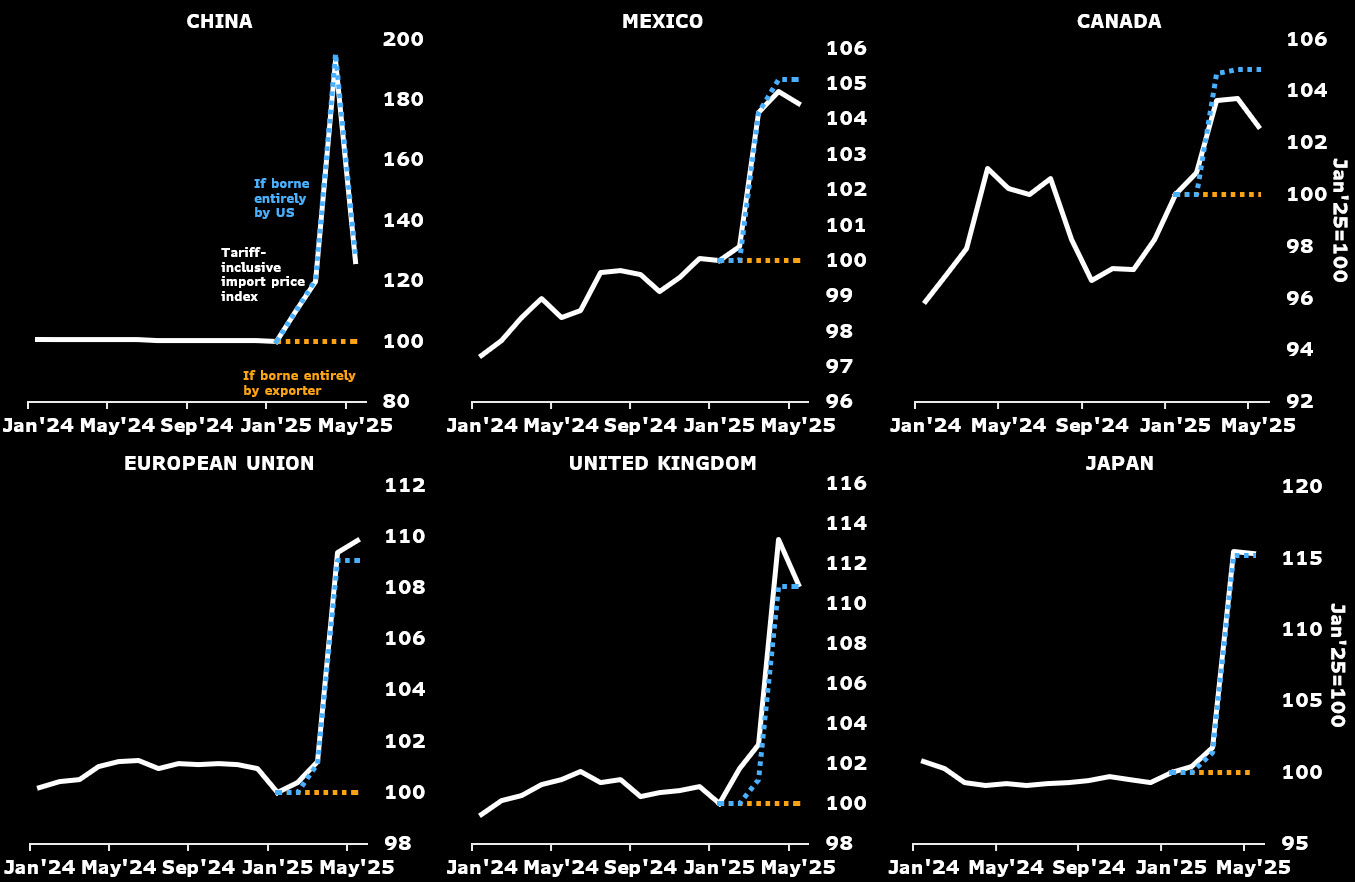 CHINA
200
180
160
140
120
100
80
If borne
entirely
by US
Tariff-
inclusive
import price
index
If borne entirely
by exporter
Jan'24 May'24 Sep'24 Jan'25 May'25
MEXICO
106
105
104
103
102
101
100
99
98
97
96
Jan'24 May'24 Sep'24 Jan'25 May'25
CANADA
106
104
102
100
98
96
94
92
Jan'25=100
Jan'24 May'24 Sep'24 Jan'25 May'25
EUROPEAN UNION
112
110
108
106
104
102
100
98
Jan'24 May'24 Sep'24 Jan'25 May'25
UNITED KINGDOM
116
114
112
110
108
106
104
102
100
98
Jan'24 May'24 Sep'24 Jan'25 May'25
JAPAN
120
115
110
105
100
95
Jan'25=100
Jan'24 May'24 Sep'24 Jan'25 May'25